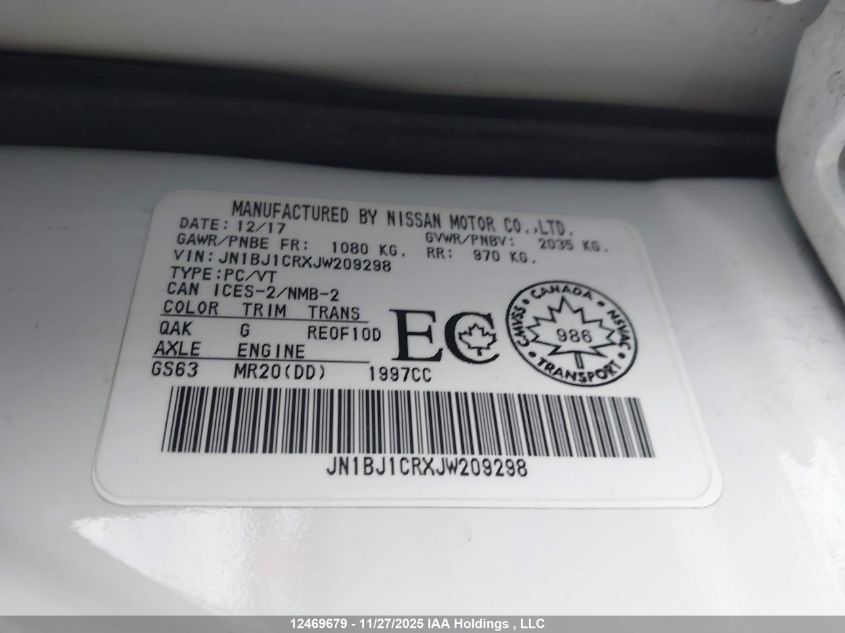 MANUFACTURED BY NISSAN MOTOR CO.,LTD.
DATE: 12/17
GAWR/PNBE FR: 1080 KG. GVWR/PNBV: 2035 KG.
VIN: JN1BJ1CRXJW209298 RR: 970 KG.
TYPE:PC/VT
CAN ICES-2/NMB-2
COLOR TRIM TRANS
QAK G RE0F10D
AXLE ENGINE
GS63 MR20(DD) 1997CC
EC
CANADA
CMVSS 986 NSVAC
TRANSPORT
JN1BJ1CRXJW209298
12469679 - 11/27/2025 IAA Holdings , LLC